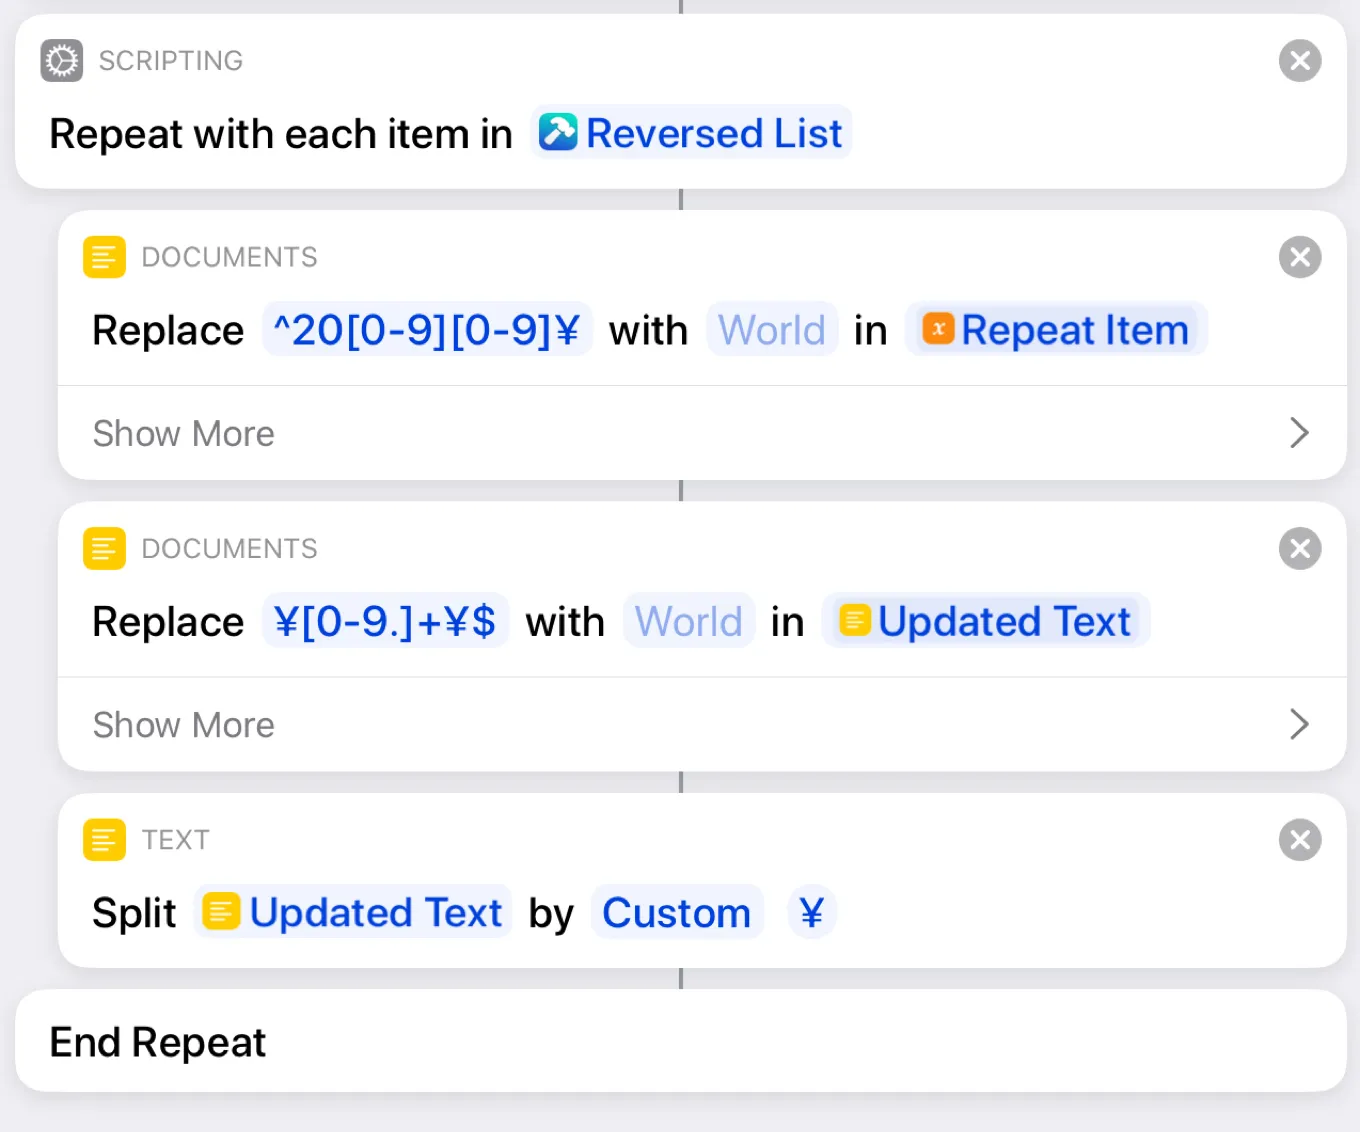 SCRIPTING
Repeat with each item in Reversed List
DOCUMENTS
Replace ^20[0-9][0-9]¥ with World in x Repeat Item
Show More
DOCUMENTS
Replace ¥[0-9.]+¥$ with World in Updated Text
Show More
TEXT
Split Updated Text by Custom ¥
End Repeat